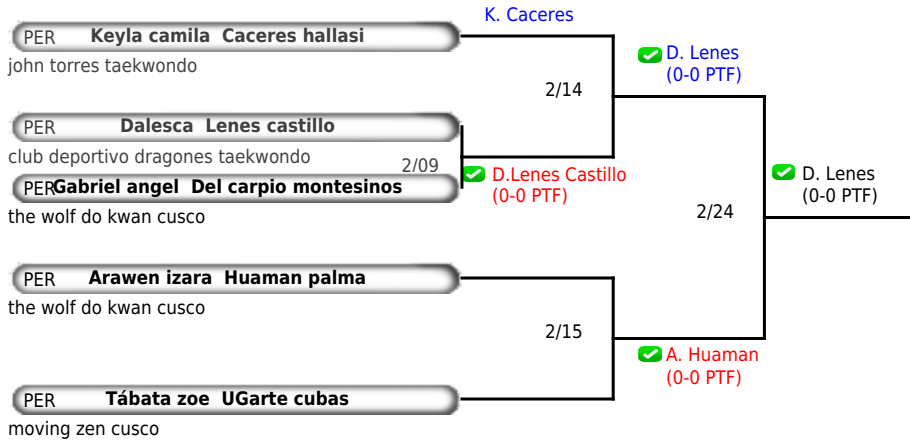 K. Caceres
PER Keyla camila Caceres hallasi
john torres taekwondo
D. Lenes
(0-0 PTF)
2/14
PER Dalesca Lenes castillo
club deportivo dragones taekwondo
2/09
PER Gabriel angel Del carpio montesinos
the wolf do kwan cusco
D.Lenes Castillo
(0-0 PTF)
D. Lenes
(0-0 PTF)
2/24
PER Arawen izara Huaman palma
the wolf do kwan cusco
2/15
A. Huaman
(0-0 PTF)
PER Tábata zoe UGarte cubas
moving zen cusco